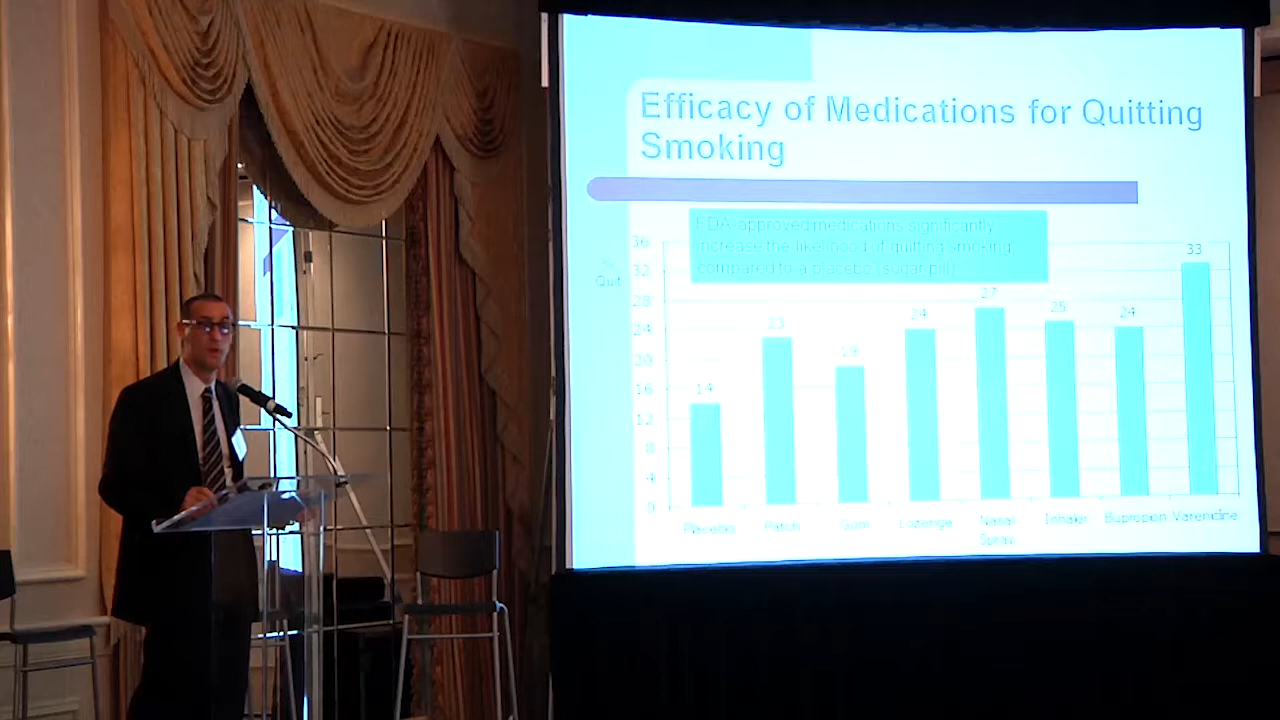 Efficacy of Medications for Quitting
Smoking
FDA-approved medications significantly
increase the likelihood of quitting smoking,
compared to a placebo (sugar pill)
%
Quit
36
32
28
24
20
16
12
8
4
0
14
23
19
24
27
25
24
33
Placebo
Patch
Gum
Lozenge
Nasal
Spray
Inhaler
Bupropion
Varenicline